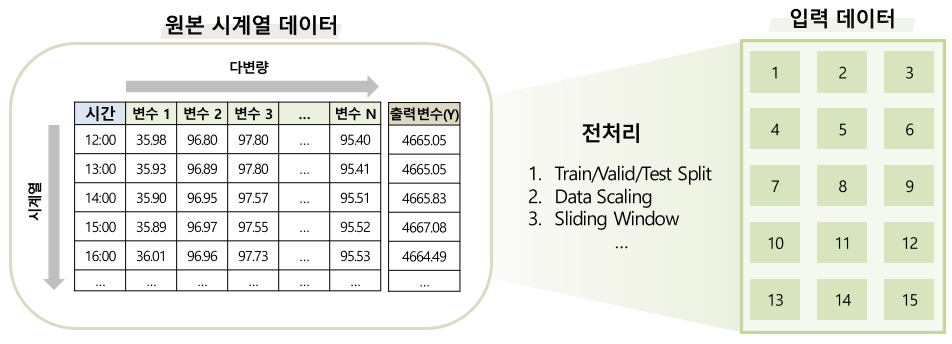 원본 시계열 데이터
다변량
시계열
시간 변수 1 변수 2 변수 3 ... 변수 N 출력변수(Y)
12:00 35.98 96.80 97.80 ... 95.40 4665.05
13:00 35.93 96.89 97.80 ... 95.41 4665.05
14:00 35.90 96.95 97.57 ... 95.51 4665.83
15:00 35.89 96.97 97.55 ... 95.52 4667.08
16:00 36.01 96.96 97.73 ... 95.53 4664.49
... ... ... ... ... ... ...
전처리
1. Train/Valid/Test Split
2. Data Scaling
3. Sliding Window
...
입력 데이터
1 2 3
4 5 6
7 8 9
10 11 12
13 14 15